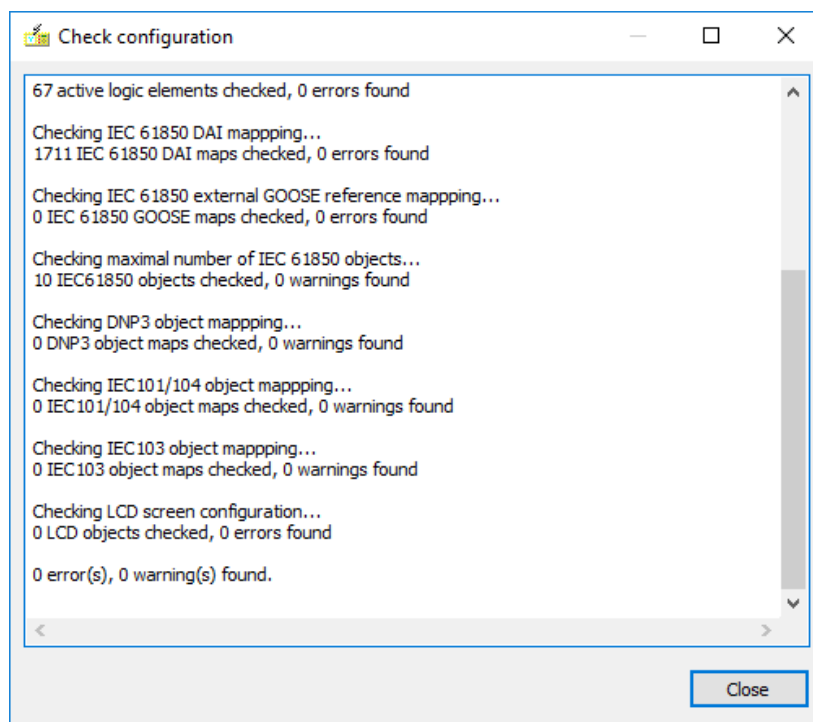 Check configuration
67 active logic elements checked, 0 errors found
Checking IEC 61850 DAI mappping...
1711 IEC 61850 DAI maps checked, 0 errors found
Checking IEC 61850 external GOOSE reference mappping...
0 IEC 61850 GOOSE maps checked, 0 errors found
Checking maximal number of IEC 61850 objects...
10 IEC61850 objects checked, 0 warnings found
Checking DNP3 object mappping...
0 DNP3 object maps checked, 0 warnings found
Checking IEC101/104 object mappping...
0 IEC101/104 object maps checked, 0 warnings found
Checking IEC103 object mappping...
0 IEC103 object maps checked, 0 warnings found
Checking LCD screen configuration...
0 LCD objects checked, 0 errors found
0 error(s), 0 warning(s) found.
Close